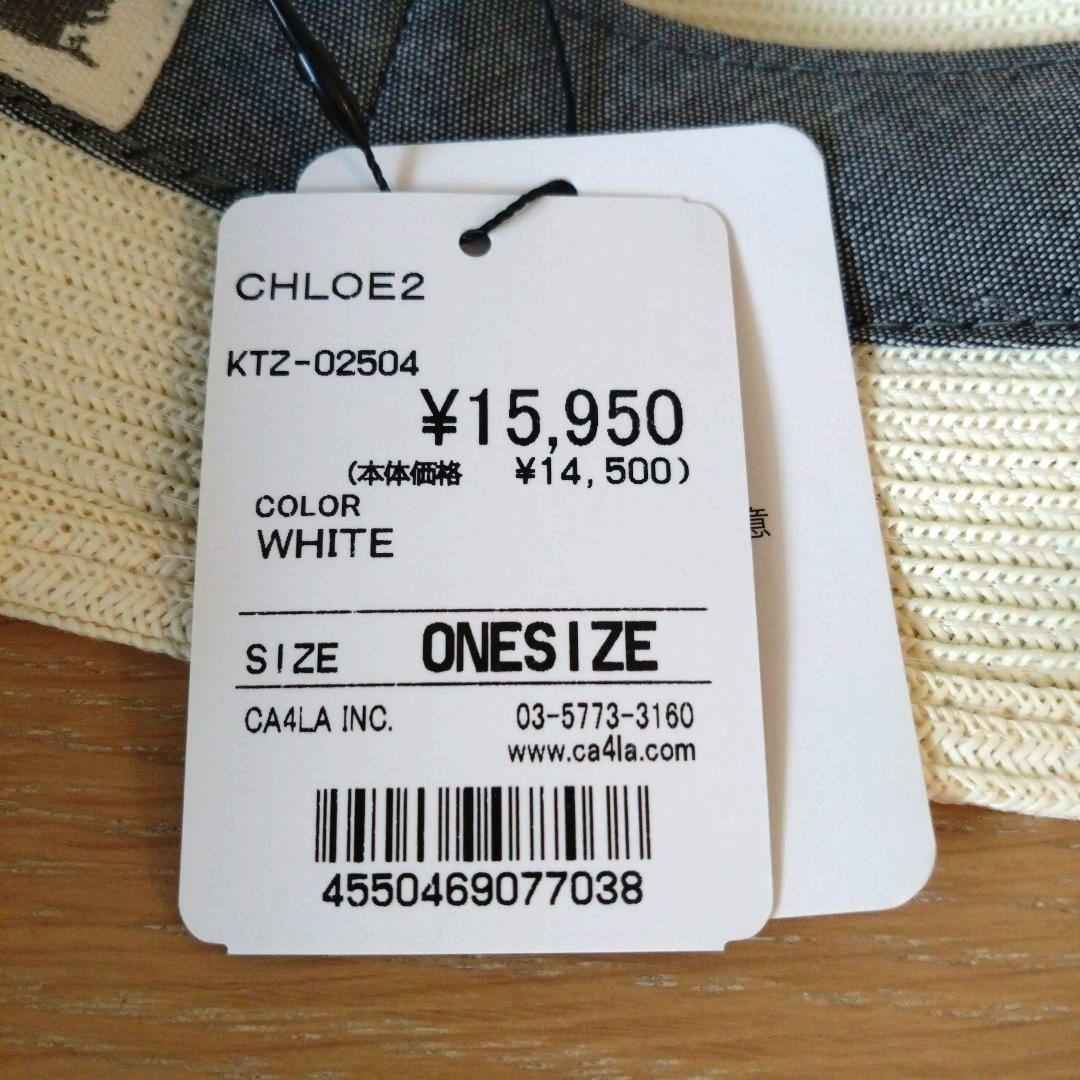 CHLOE2
KTZ-02504
¥15,950
(本体価格 ¥14,500)
COLOR
WHITE
SIZE ONESIZE
CA4LA INC. 03-5773-3160
www.ca4la.com
4550469077038
意